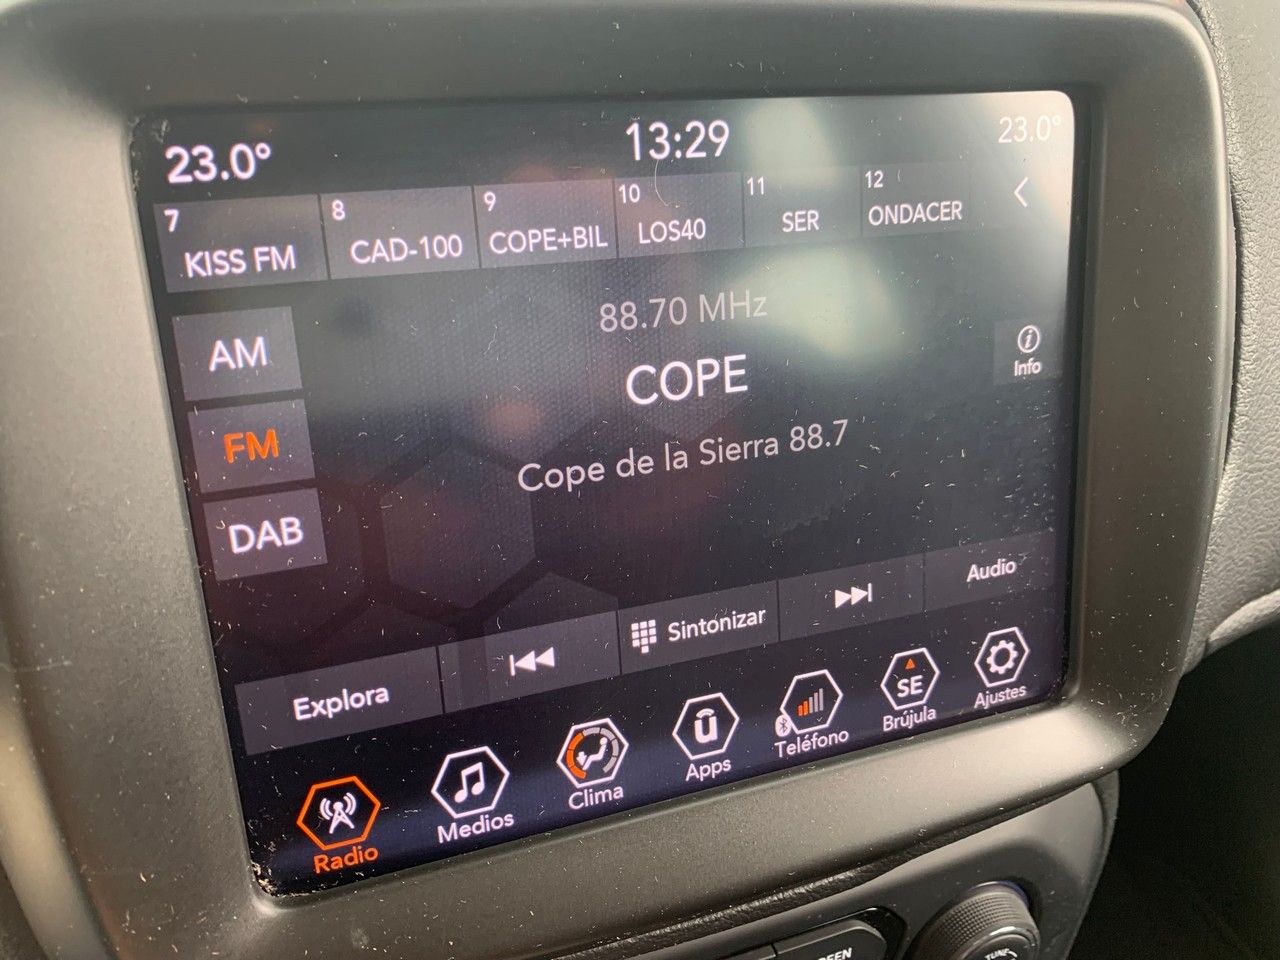 23.0° 13:29 23.0°
7 8 9 10 11 12
KISS FM CAD-100 COPE+BIL LOS40 SER ONDACER
88.70 MHz
AM
COPE
Info
FM
Cope de la Sierra 88.7
DAB
Explora Sintonizar Audio
Radio Medios Clima Apps Teléfono SE Brújula Ajustes
TUNE